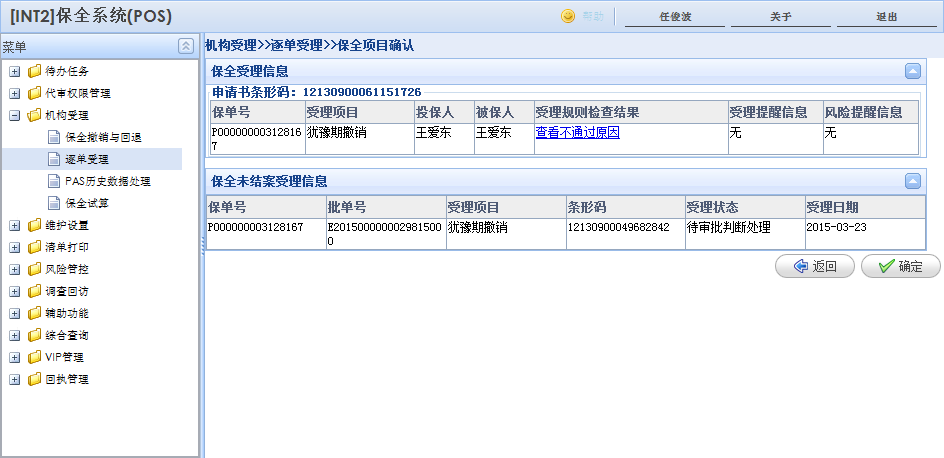 [INT2]保全系统(POS)
帮助
任俊波
关于
退出
菜单
待办任务
代审权限管理
机构受理
保全撤销与回退
逐单受理
PAS历史数据处理
保全试算
维护设置
清单打印
风险管控
调查回访
辅助功能
综合查询
VIP管理
回执管理
机构受理>>逐单受理>>保全项目确认
保全受理信息
申请书条形码: 12130900061151726
保单号 受理项目 投保人 被保人 受理规则检查结果 受理提醒信息 风险提醒信息
P00000000312816 犹豫期撤销 王爱东 王爱东 查看不通过原因 无 无
7
保全未结案受理信息
保单号 批单号 受理项目 条形码 受理状态 受理日期
P000000003128167 E201500000002981500 犹豫期撤销 12130900049682842 待审批判断处理 2015-03-23
0
返回 确定